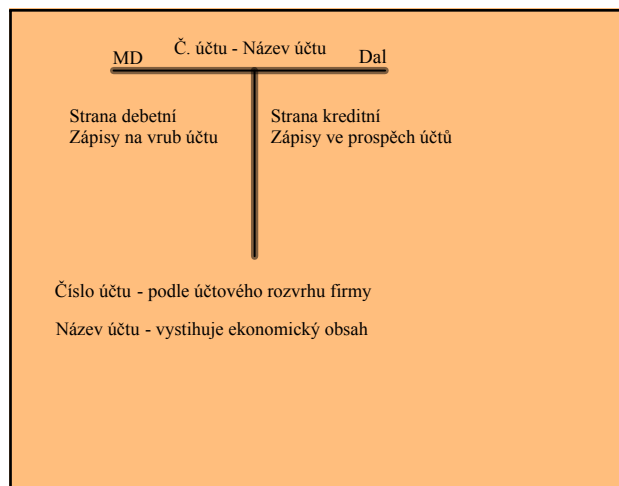 Č. účtu - Název účtu
MD
Dal
Strana debetní
Zápisy na vrub účtu
Strana kreditní
Zápisy ve prospěch účtů
Číslo účtu - podle účtového rozvrhu firmy
Název účtu - vystihuje ekonomický obsah